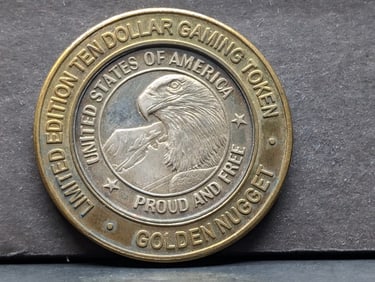 LIMITED EDITION TEN DOLLAR GAMING TOKEN
• GOLDEN NUGGET •
UNITED STATES OF AMERICA
★ PROUD AND FREE ★